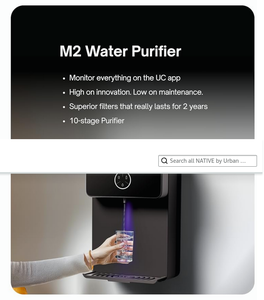 M2 Water Purifier
Monitor everything on the UC app
High on innovation. Low on maintenance.
Superior filters that really lasts for 2 years
10-stage Purifier
Search all NATIVE by Urban ...